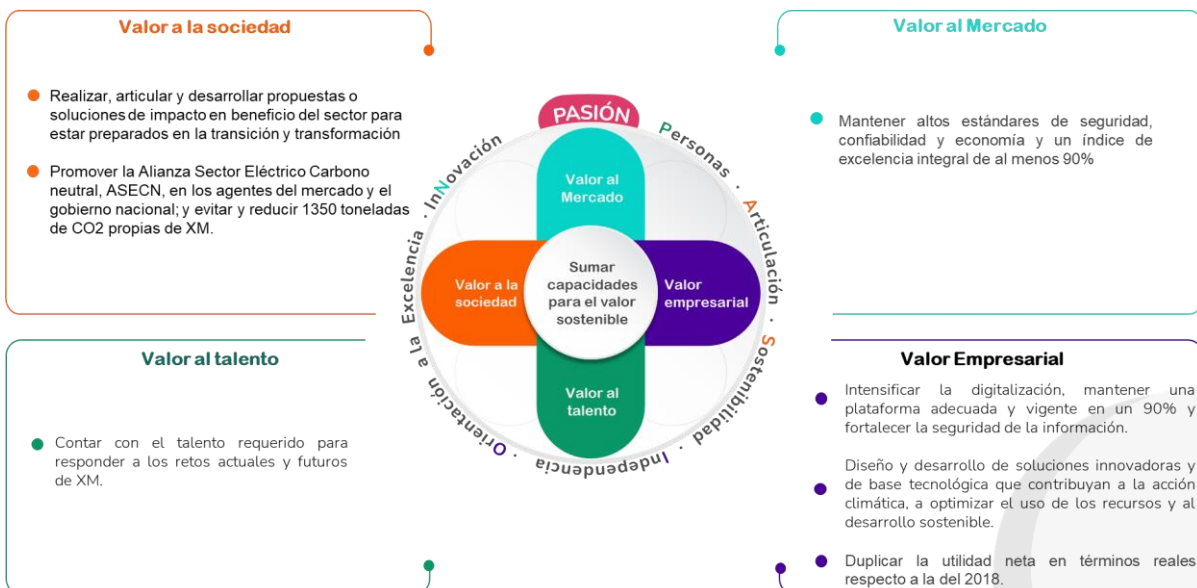 Valor a la sociedad
Realizar, articular y desarrollar propuestas o
soluciones de impacto en beneficio del sector para
estar preparados en la transición y transformación
Promover la Alianza Sector Eléctrico Carbono
neutral, ASECN, en los agentes del mercado y el
gobierno nacional; y evitar y reducir 1350 toneladas
de CO2 propias de XM.
Valor al Mercado
Mantener altos estándares de seguridad,
confiabilidad y economía y un índice de
excelencia integral de al menos 90%
PASIÓN
Personas · Articulación · Sostenibilidad · Independencia · Orientación a la Excelencia · InNovación
Valor al
Mercado
Valor a la
sociedad
Sumar
capacidades
para el valor
sostenible
Valor
empresarial
Valor al
talento
Valor al talento
Contar con el talento requerido para
responder a los retos actuales y futuros
de XM.
Valor Empresarial
Intensificar la digitalización, mantener una
plataforma adecuada y vigente en un 90% y
fortalecer la seguridad de la información.
Diseño y desarrollo de soluciones innovadoras y
de base tecnológica que contribuyan a la acción
climática, a optimizar el uso de los recursos y al
desarrollo sostenible.
Duplicar la utilidad neta en términos reales
respecto a la del 2018.